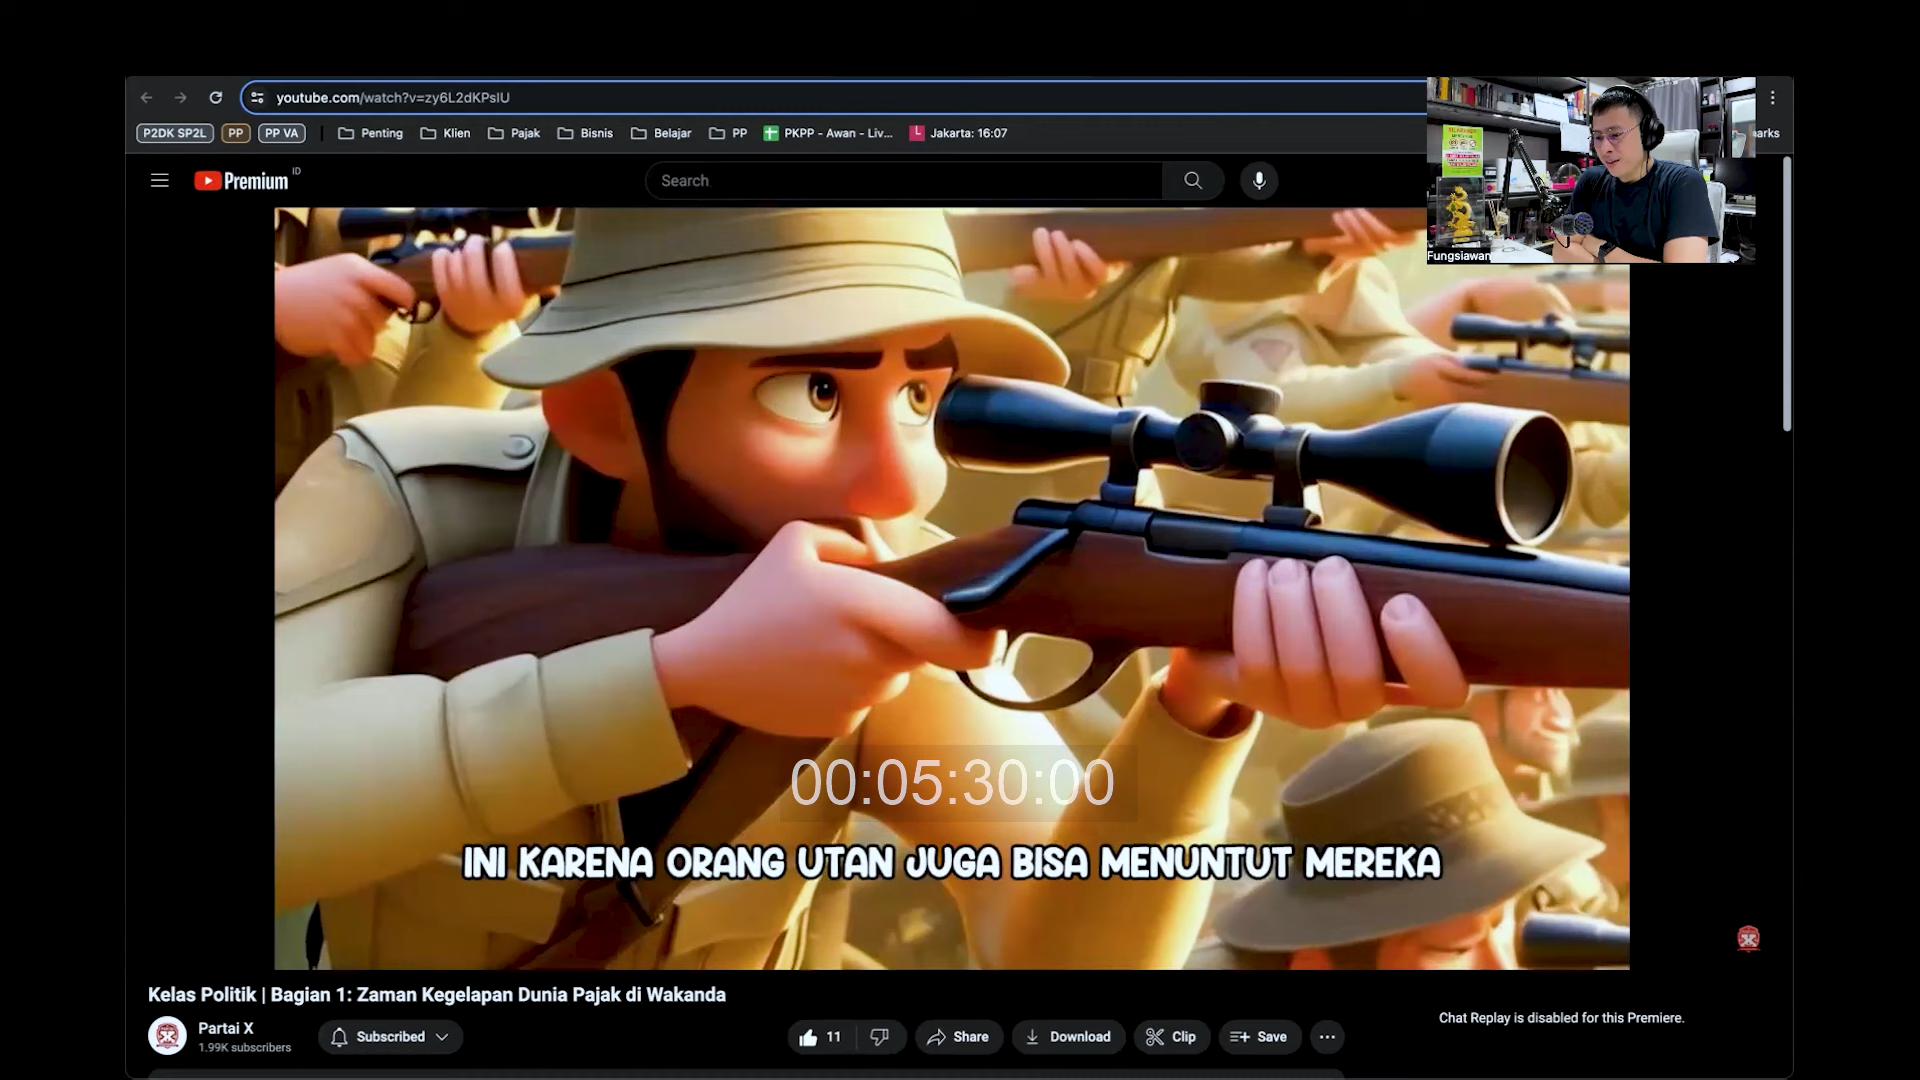 youtube.com/watch?v=zy6L2dKPsIU
P2DK SP2L
PP
PP VA
Penting
Klien
Pajak
Bisnis
Belajar
PP
PKPP - Awan - Liv...
Jakarta: 16:07
arks
Premium
ID
Search
Fungsiawan
00:05:30:00
INI KARENA ORANG UTAN JUGA BISA MENUNTUT MEREKA
Kelas Politik | Bagian 1: Zaman Kegelapan Dunia Pajak di Wakanda
Partai X
1.99K subscribers
Subscribed
11
Share
Download
Clip
Save
Chat Replay is disabled for this Premiere.